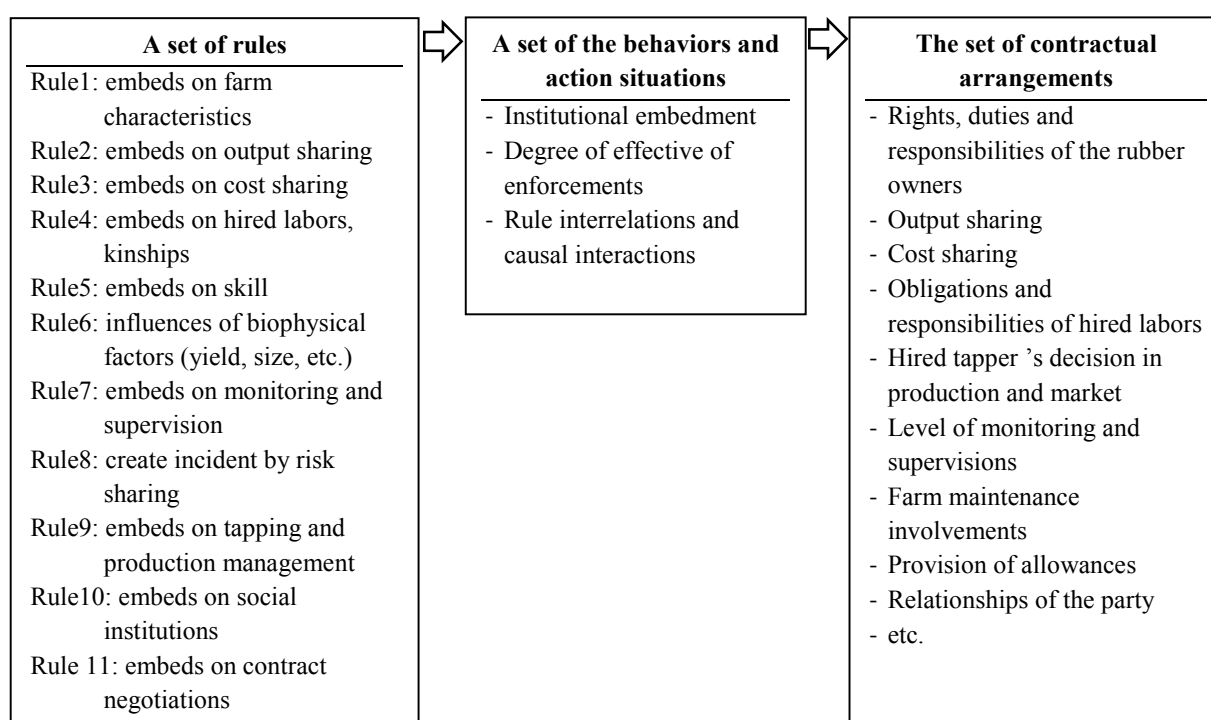 A set of rules
Rule1: embeds on farm
characteristics
Rule2: embeds on output sharing
Rule3: embeds on cost sharing
Rule4: embeds on hired labors,
kinships
Rule5: embeds on skill
Rule6: influences of biophysical
factors (yield, size, etc.)
Rule7: embeds on monitoring and
supervision
Rule8: create incident by risk
sharing
Rule9: embeds on tapping and
production management
Rule10: embeds on social
institutions
Rule 11: embeds on contract
negotiations
A set of the behaviors and
action situations
- Institutional embedment
- Degree of effective of
enforcements
- Rule interrelations and
causal interactions
The set of contractual
arrangements
- Rights, duties and
responsibilities of the rubber
owners
- Output sharing
- Cost sharing
- Obligations and
responsibilities of hired labors
- Hired tapper ’s decision in
production and market
- Level of monitoring and
supervisions
- Farm maintenance
involvements
- Provision of allowances
- Relationships of the party
- etc.